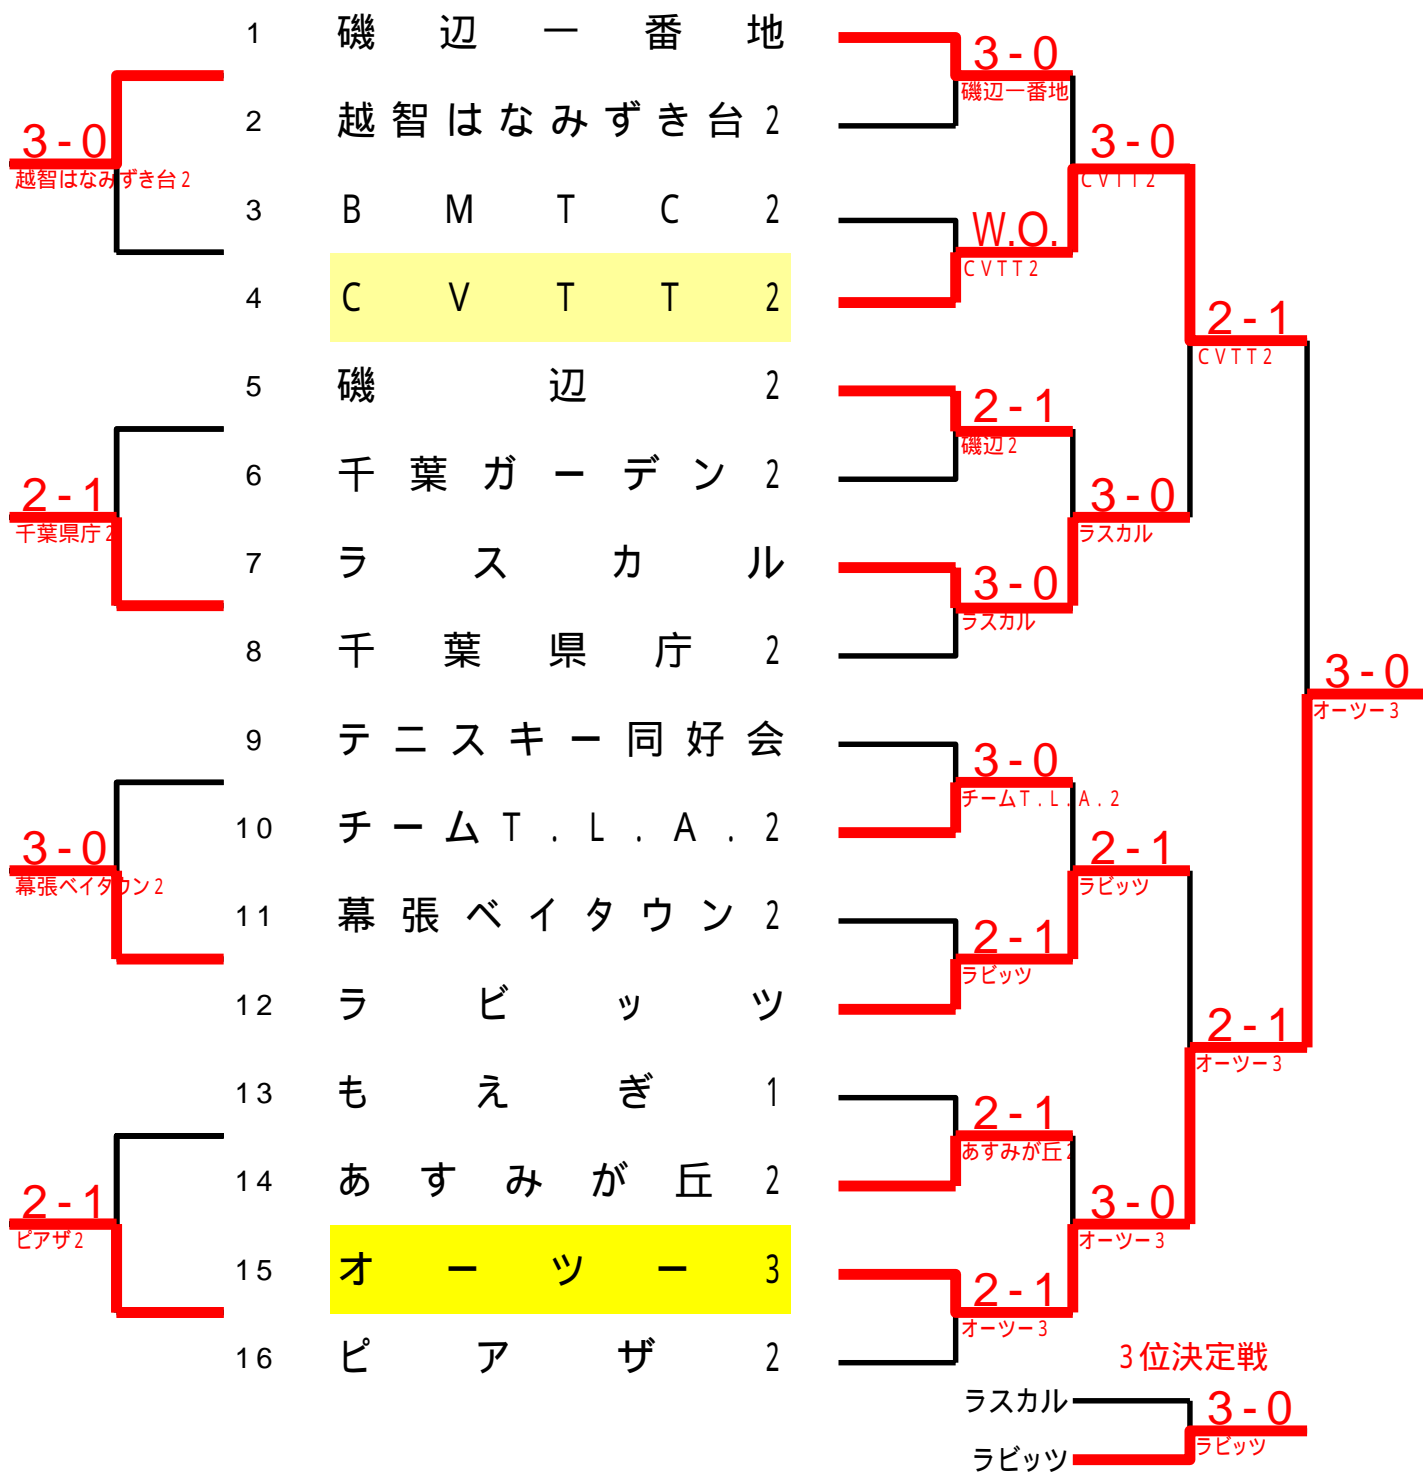 1 磯辺一番地
3-0
磯辺一番地
2 越智はなみずき台2
3-0
越智はなみずき台2
3-0
CVTT2
3 BMTC2
W.O.
CVTT2
4 CVTT2
2-1
CVTT2
5 磯辺2
2-1
磯辺2
6 千葉ガーデン2
2-1
千葉県庁2
3-0
ラスカル
7 ラスカル
3-0
ラスカル
8 千葉県庁2
3-0
オーツー3
9 テニスキー同好会
3-0
チームT.L.A.2
10 チームT.L.A.2
3-0
幕張ベイタウン2
2-1
ラビッツ
11 幕張ベイタウン2
2-1
ラビッツ
12 ラビッツ
2-1
オーツー3
13 もえぎ1
2-1
あすみが丘2
14 あすみが丘2
2-1
ピアザ2
3-0
オーツー3
15 オーツー3
2-1
オーツー3
16 ピアザ2
3位決定戦
ラスカル
3-0
ラビッツ
ラビッツ